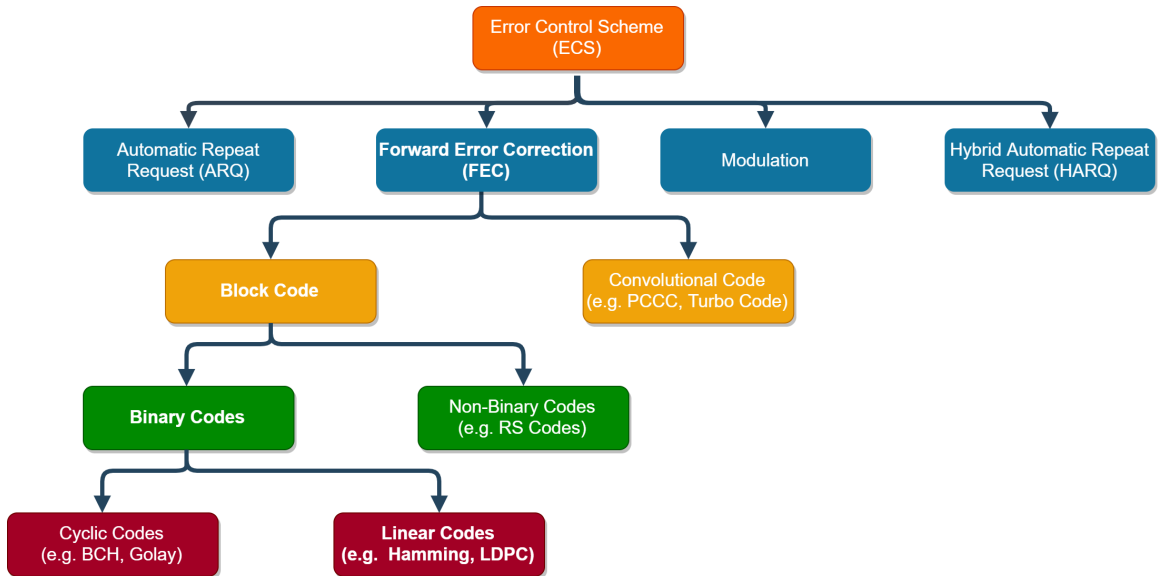 Error Control Scheme
(ECS)
Automatic Repeat
Request (ARQ)
Forward Error Correction
(FEC)
Modulation
Hybrid Automatic Repeat
Request (HARQ)
Block Code
Convolutional Code
(e.g. PCCC, Turbo Code)
Binary Codes
Non-Binary Codes
(e.g. RS Codes)
Cyclic Codes
(e.g. BCH, Golay)
Linear Codes
(e.g. Hamming, LDPC)